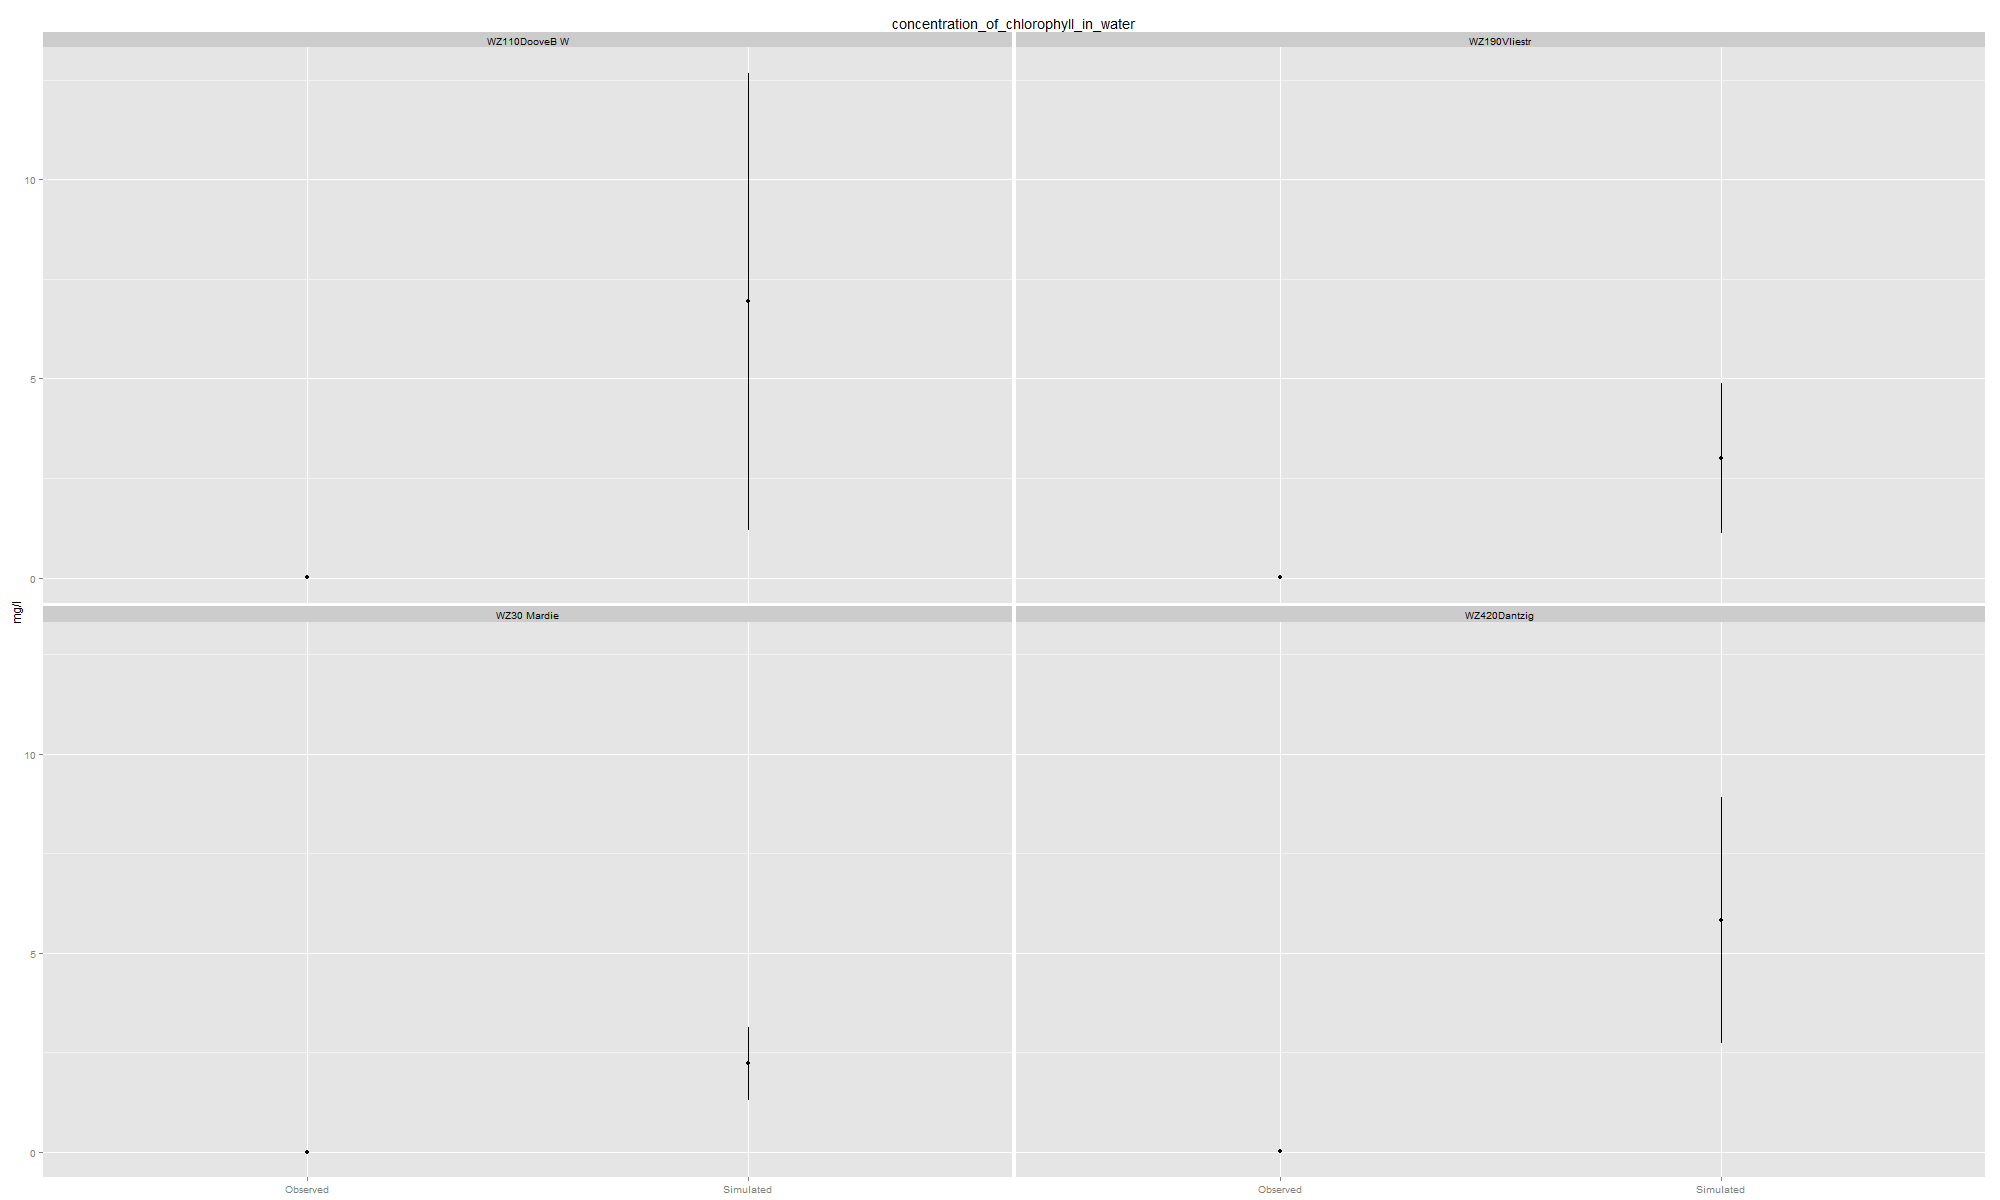 concentration_of_chlorophyll_in_water
WZ110DooveB W
WZ190Vliestr
10
5
0
mg/l
WZ30 Mardie
WZ420Dantzig
10
5
0
Observed
Simulated
Observed
Simulated